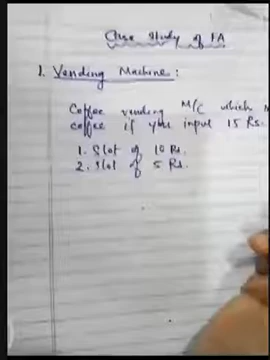 Case Study of FA
1. Vending Machine :
Coffee vending M/C which
coffee if you input 15 Rs.
1. Slot of 10 Rs.
2. Slot of 5 Rs.